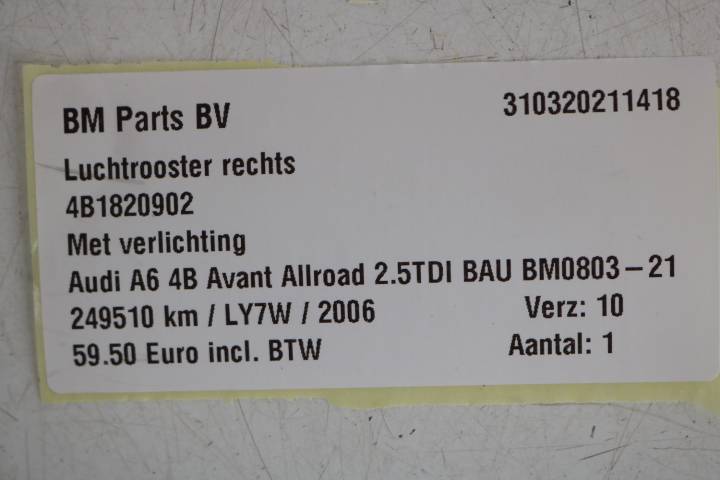 BM Parts BV 310320211418
Luchtrooster rechts
4B1820902
Met verlichting
Audi A6 4B Avant Allroad 2.5TDI BAU BM0803-21
249510 km / LY7W / 2006 Verz: 10
59.50 Euro incl. BTW Aantal: 1